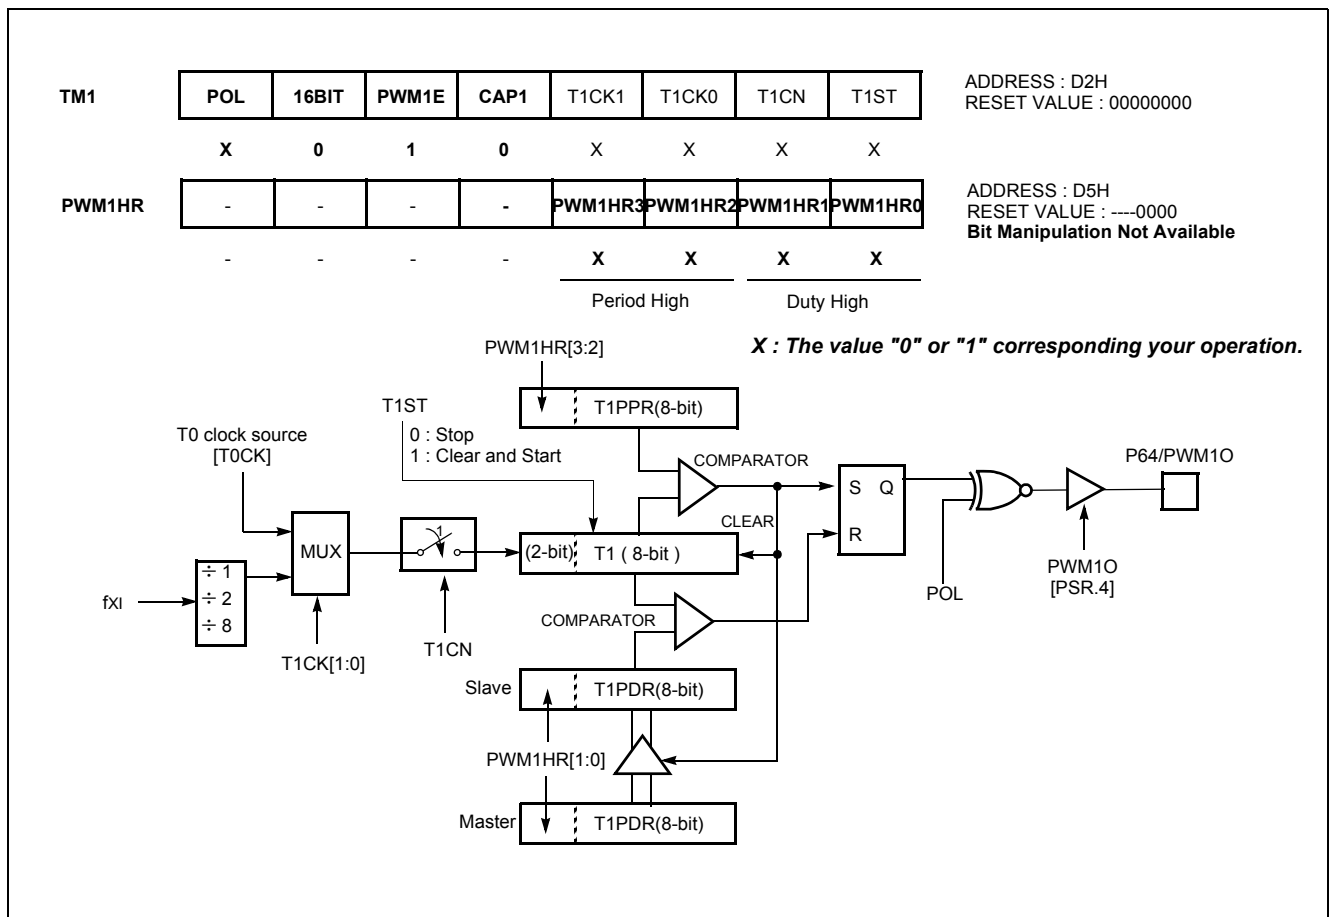 TM1 POL 16BIT PWM1E CAP1 T1CK1 T1CK0 T1CN T1ST
ADDRESS : D2H
RESET VALUE : 00000000
X 0 1 0 X X X X
PWM1HR - - - - PWM1HR3 PWM1HR2 PWM1HR1 PWM1HR0
ADDRESS : D5H
RESET VALUE : ----0000
Bit Manipulation Not Available
- - - - X X X X
Period High Duty High
X : The value "0" or "1" corresponding your operation.
PWM1HR[3:2]
T1PPR(8-bit)
T1ST
0 : Stop
1 : Clear and Start
T0 clock source
[T0CK]
COMPARATOR
P64/PWM1O
S Q
R
CLEAR
MUX
1
(2-bit) T1 ( 8-bit )
fXI
÷ 1
÷ 2
÷ 8
T1CK[1:0]
T1CN
COMPARATOR
POL
PWM1O
[PSR.4]
Slave T1PDR(8-bit)
PWM1HR[1:0]
Master T1PDR(8-bit)